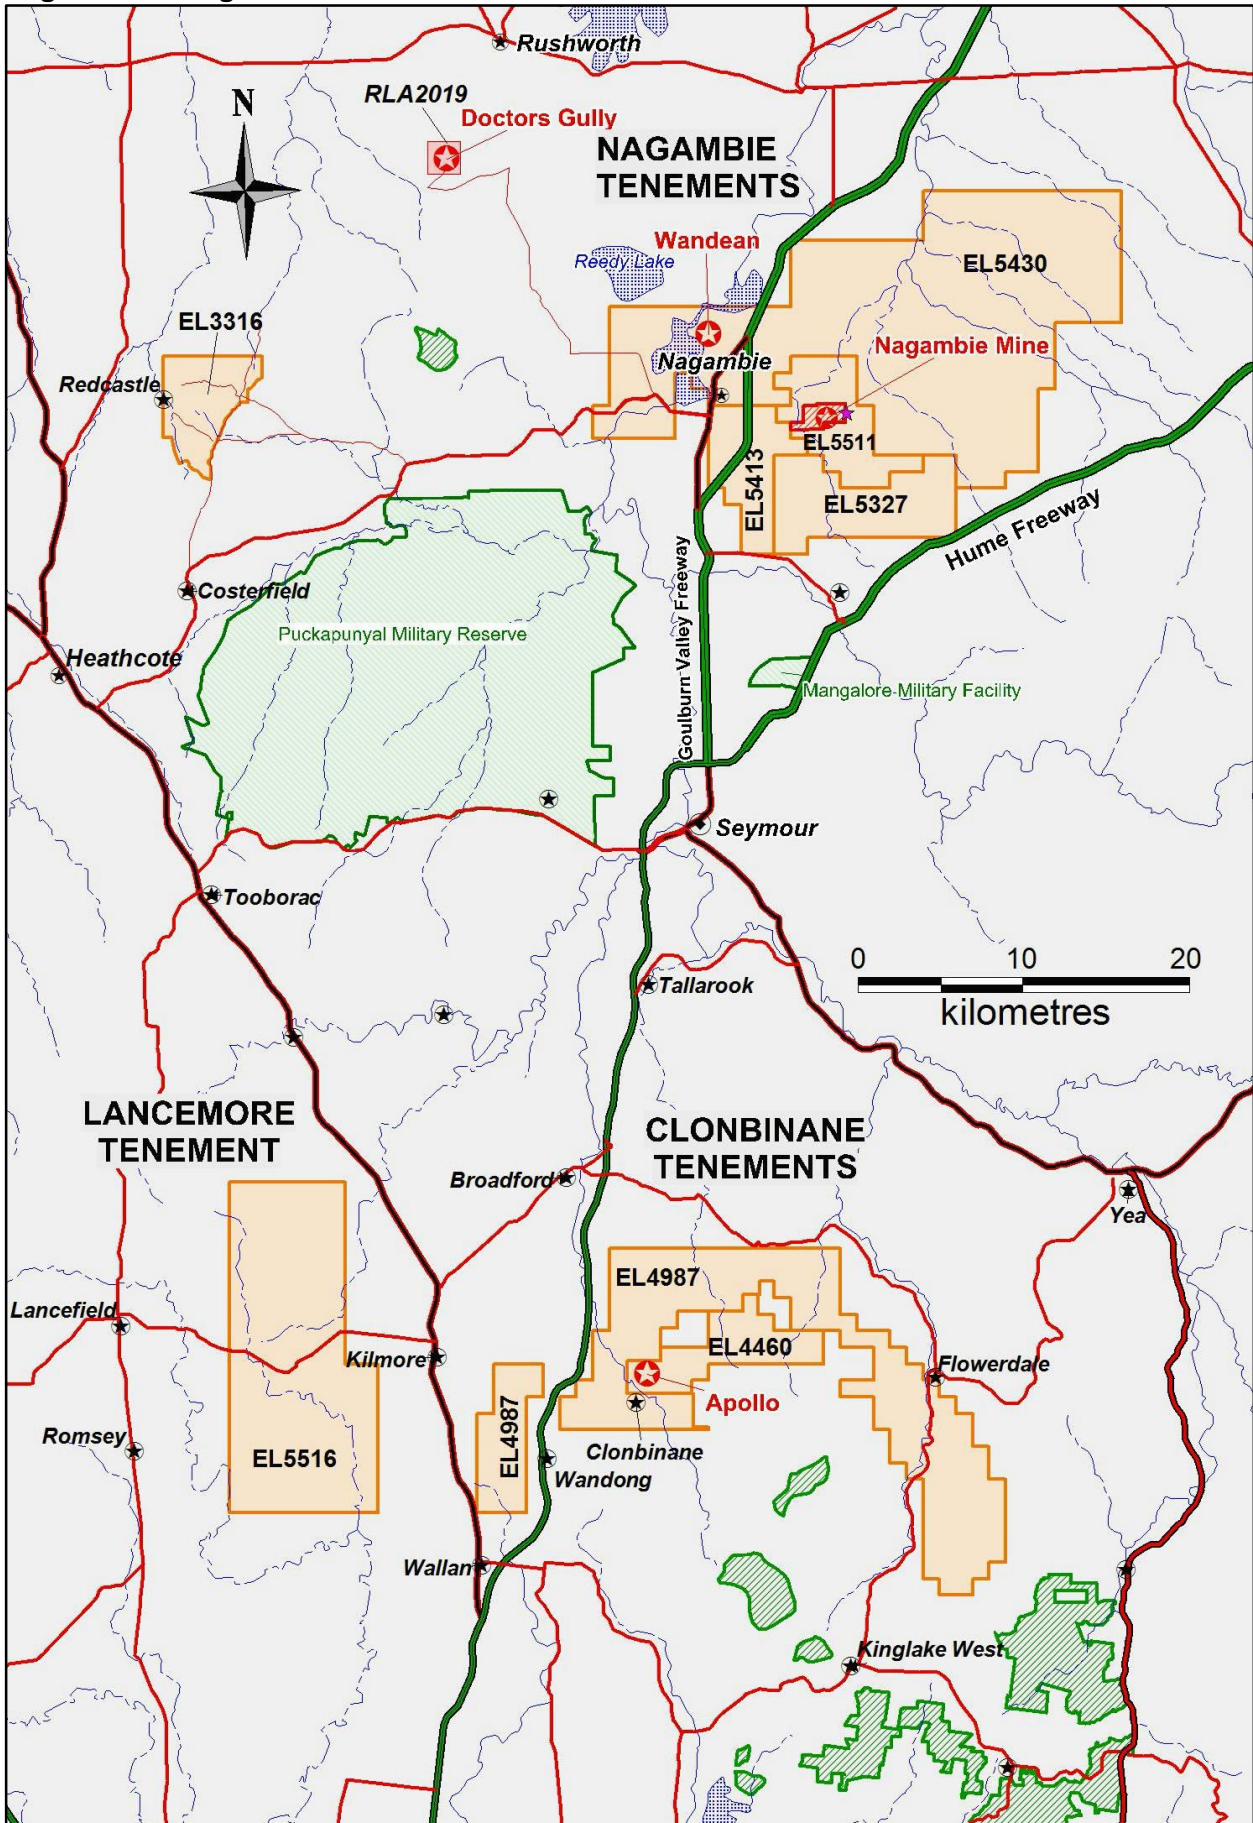 Rushworth
RLA2019
N
Doctors Gully
NAGAMBIE
TENEMENTS
Wandean
Reedy Lake
EL5430
EL3316
Nagambie Mine
Nagambie
Redcastle
EL5511
EL5413
EL5327
Hume Freeway
Goulburn Valley Freeway
Costerfield
Puckapunyal Military Reserve
Heathcote
Mangalore Military Facility
Seymour
Tooborac
0 10 20
kilometres
Tallarook
LANCEMORE
TENEMENT
CLONBINANE
TENEMENTS
Broadford
Yea
EL4987
Lancefield
EL4460
Kilmore
Flowerdale
Apollo
EL4987
Romsey
EL5516
Clonbinane
Wandong
Wallan
Kinglake West